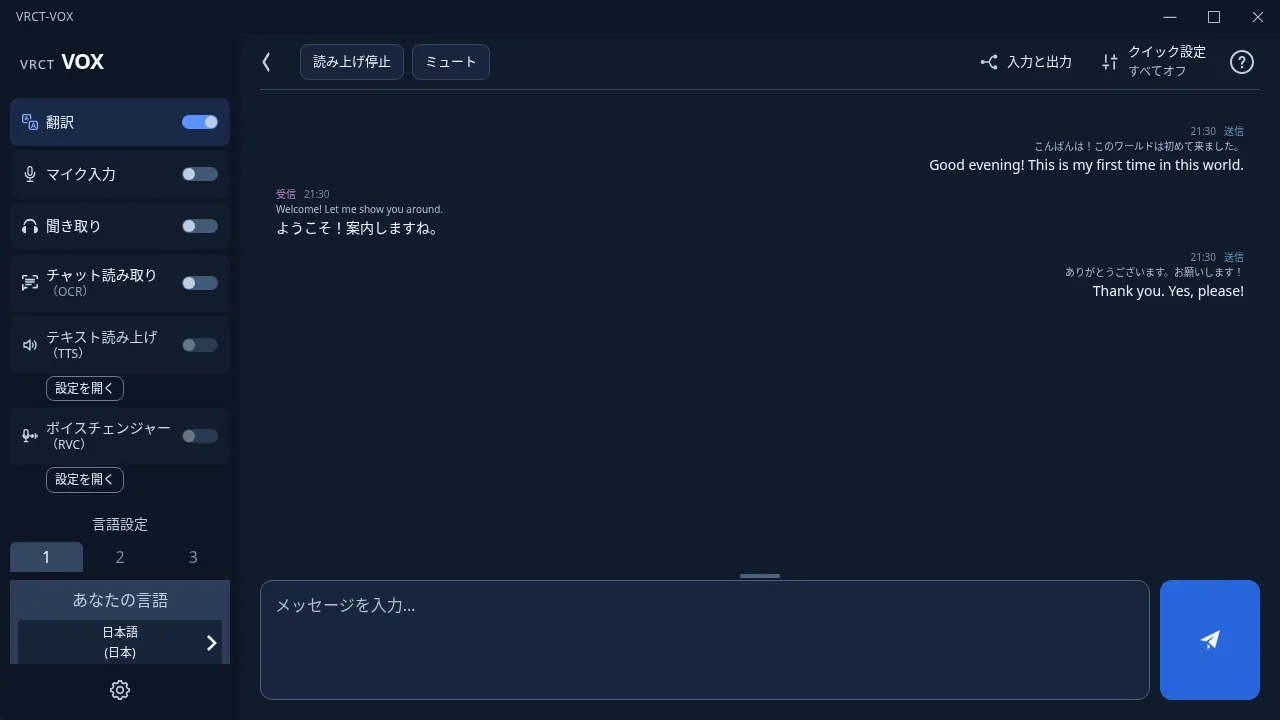 VRCT-VOX
VRCT VOX
翻訳
マイク入力
聞き取り
チャット読み取り
（OCR）
テキスト読み上げ
（TTS）
設定を開く
ボイスチェンジャー
（RVC）
設定を開く
言語設定
1 2 3
あなたの言語
日本語
(日本)
読み上げ停止 ミュート
入力と出力
クイック設定
すべてオフ
?
21:30 送信
こんばんは！このワールドは初めて来ました。
Good evening! This is my first time in this world.
受信 21:30
Welcome! Let me show you around.
ようこそ！案内しますね。
21:30 送信
ありがとうございます。お願いします！
Thank you. Yes, please!
メッセージを入力...